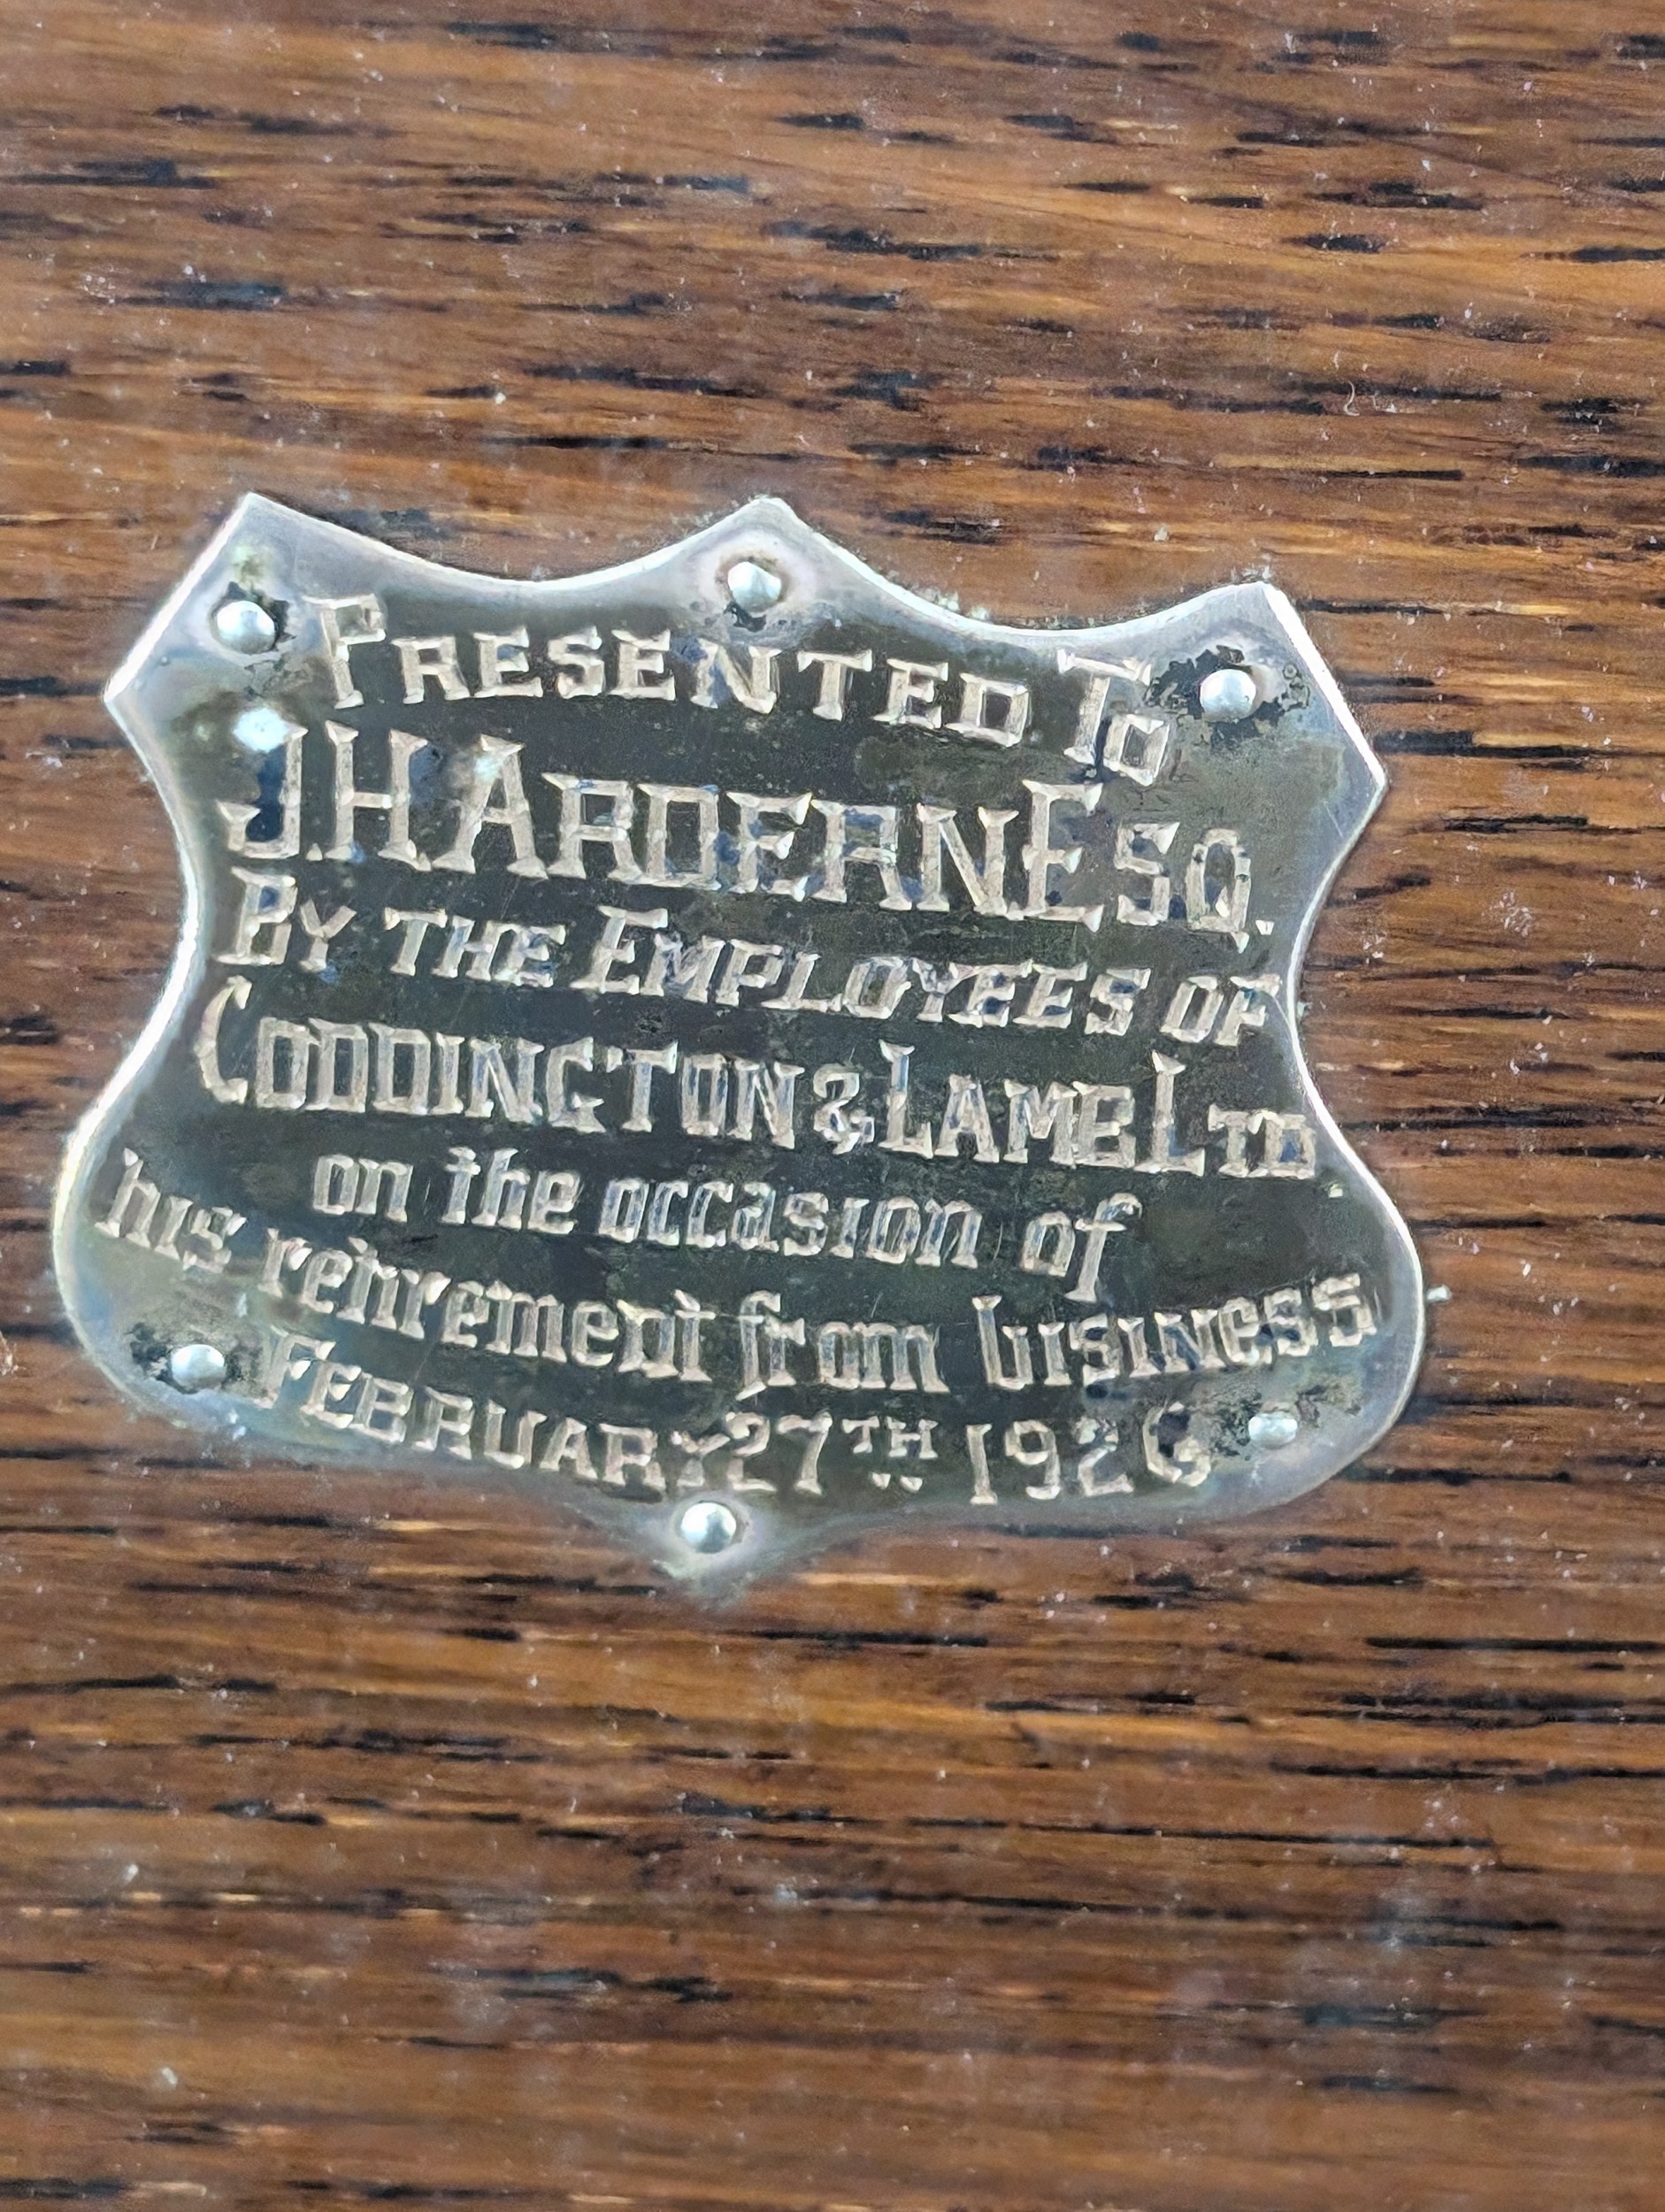 PRESENTED TO
J.H. ARDERN ESQ.
BY THE EMPLOYEES OF
CODDINGTON & LAMB LTD.
on the occasion of
his retirement from business
FEBRUARY 27TH 1926